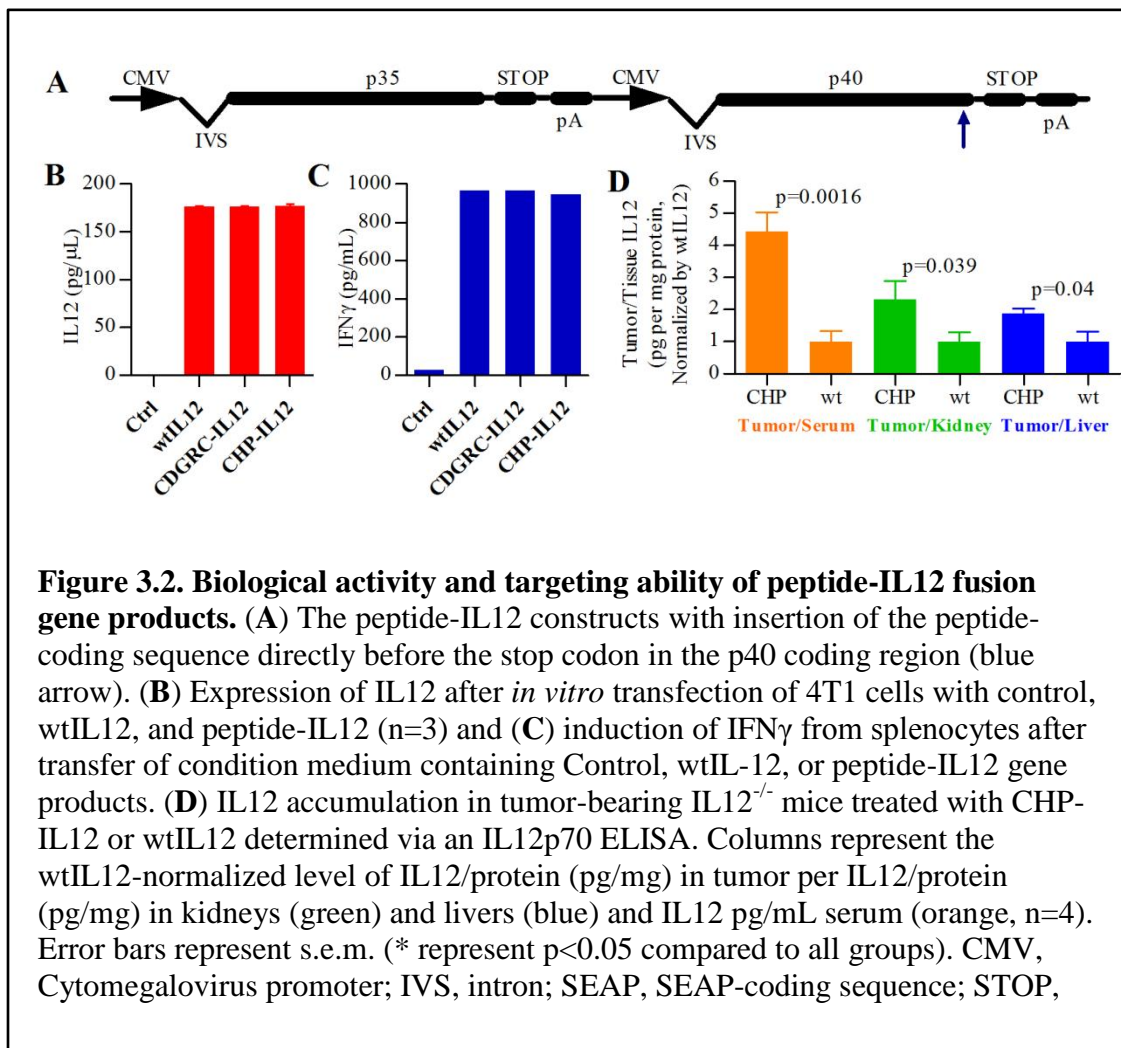 A
CMV
p35
STOP
CMV
p40
STOP
IVS
pA
IVS
pA
B
200
150
100
50
0
IL12 (pg/µL)
Ctrl
wtIL12
CDGRC-IL12
CHP-IL12
C
1000
800
600
400
200
0
IFNγ (pg/mL)
Ctrl
wtIL12
CDGRC-IL12
CHP-IL12
D
6
5
4
3
2
1
0
Tumor/Tissue IL12
(pg per mg protein,
Normalized by wtIL12)
p=0.0016
p=0.039
p=0.04
CHP wt CHP wt CHP wt
Tumor/Serum Tumor/Kidney Tumor/Liver
Figure 3.2. Biological activity and targeting ability of peptide-IL12 fusion
gene products. (A) The peptide-IL12 constructs with insertion of the peptide-
coding sequence directly before the stop codon in the p40 coding region (blue
arrow). (B) Expression of IL12 after in vitro transfection of 4T1 cells with control,
wtIL12, and peptide-IL12 (n=3) and (C) induction of IFNγ from splenocytes after
transfer of condition medium containing Control, wtIL-12, or peptide-IL12 gene
products. (D) IL12 accumulation in tumor-bearing IL12-/- mice treated with CHP-
IL12 or wtIL12 determined via an IL12p70 ELISA. Columns represent the
wtIL12-normalized level of IL12/protein (pg/mg) in tumor per IL12/protein
(pg/mg) in kidneys (green) and livers (blue) and IL12 pg/mL serum (orange, n=4).
Error bars represent s.e.m. (* represent p<0.05 compared to all groups). CMV,
Cytomegalovirus promoter; IVS, intron; SEAP, SEAP-coding sequence; STOP,